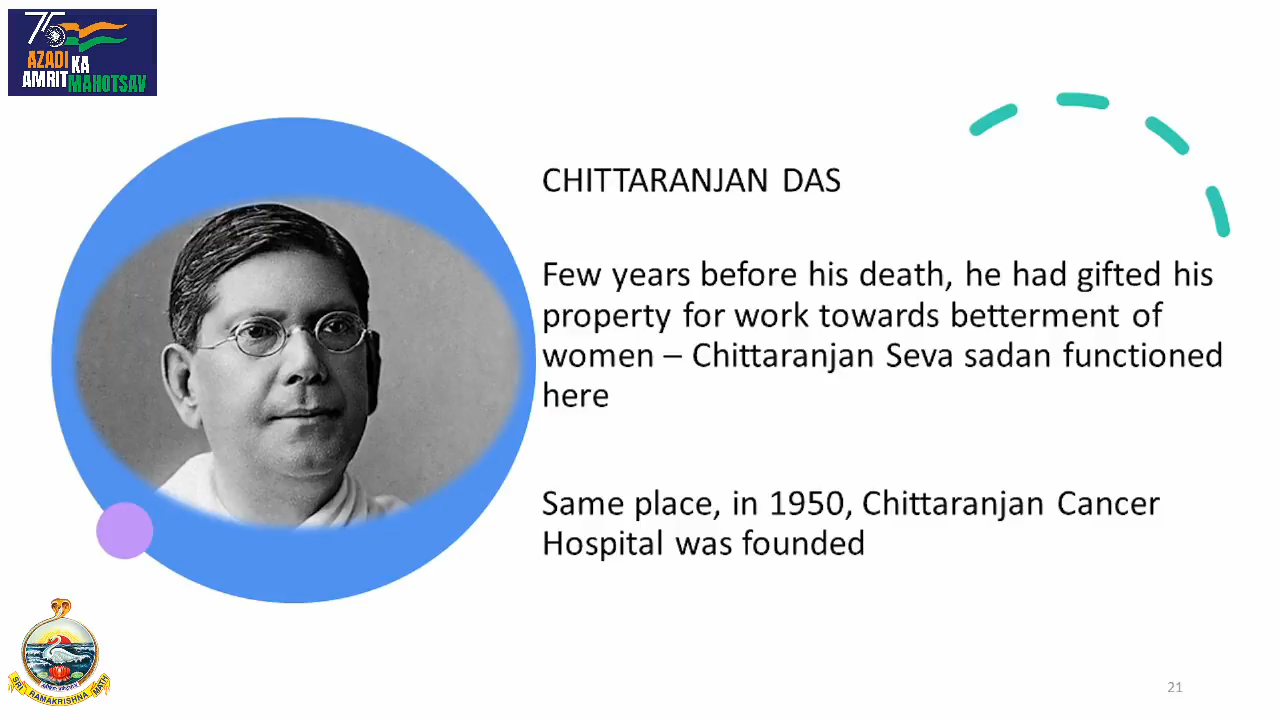 75
AZADI
KA
AMRIT
MAHOTSAV
CHITTARANJAN DAS
Few years before his death, he had gifted his
property for work towards betterment of
women – Chittaranjan Seva sadan functioned
here
Same place, in 1950, Chittaranjan Cancer
Hospital was founded
SRI RAMAKRISHNA MATH
21